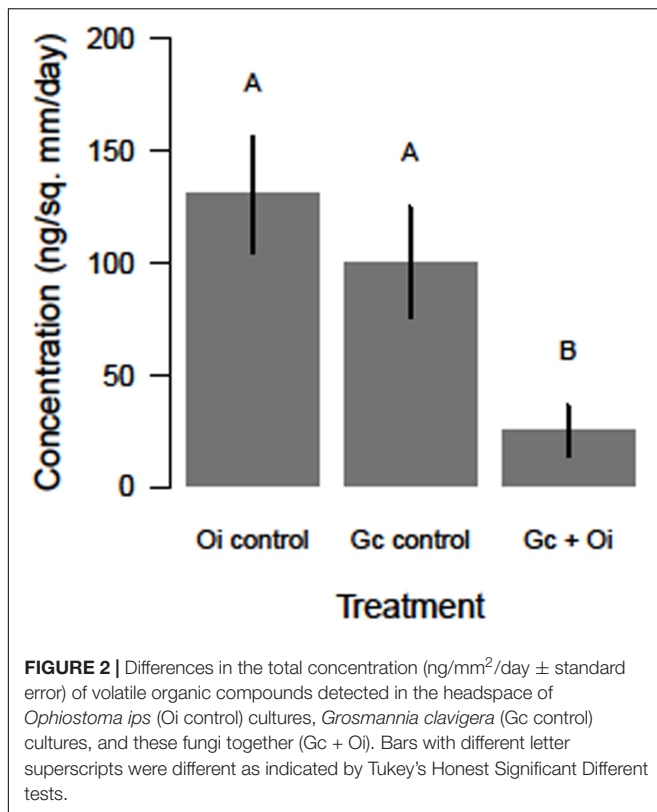 200
A
A
150
100
B
50
0
Concentration (ng/sq. mm/day)
Oi control Gc control Gc + Oi
Treatment
FIGURE 2 | Differences in the total concentration (ng/mm²/day ± standard
error) of volatile organic compounds detected in the headspace of
Ophiostoma ips (Oi control) cultures, Grosmannia clavigera (Gc control)
cultures, and these fungi together (Gc + Oi). Bars with different letter
superscripts were different as indicated by Tukey's Honest Significant Different
tests.